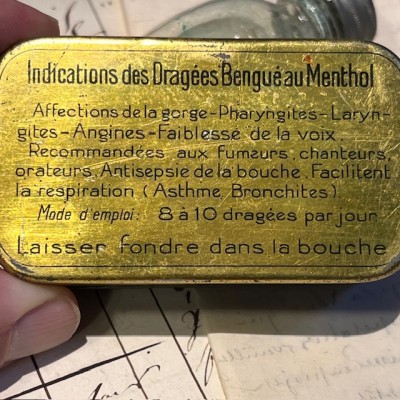 Indications des Dragées Bengué au Menthol
Affections de la gorge - Pharyngites - Laryn-
gites - Angines - Faiblesse de la voix.
Recommandées aux fumeurs, chanteurs,
orateurs, Antisepsie de la bouche. Facilitent
la respiration (Asthme, Bronchites)
Mode d'emploi: 8 à 10 dragées par jour
Laisser fondre dans la bouche